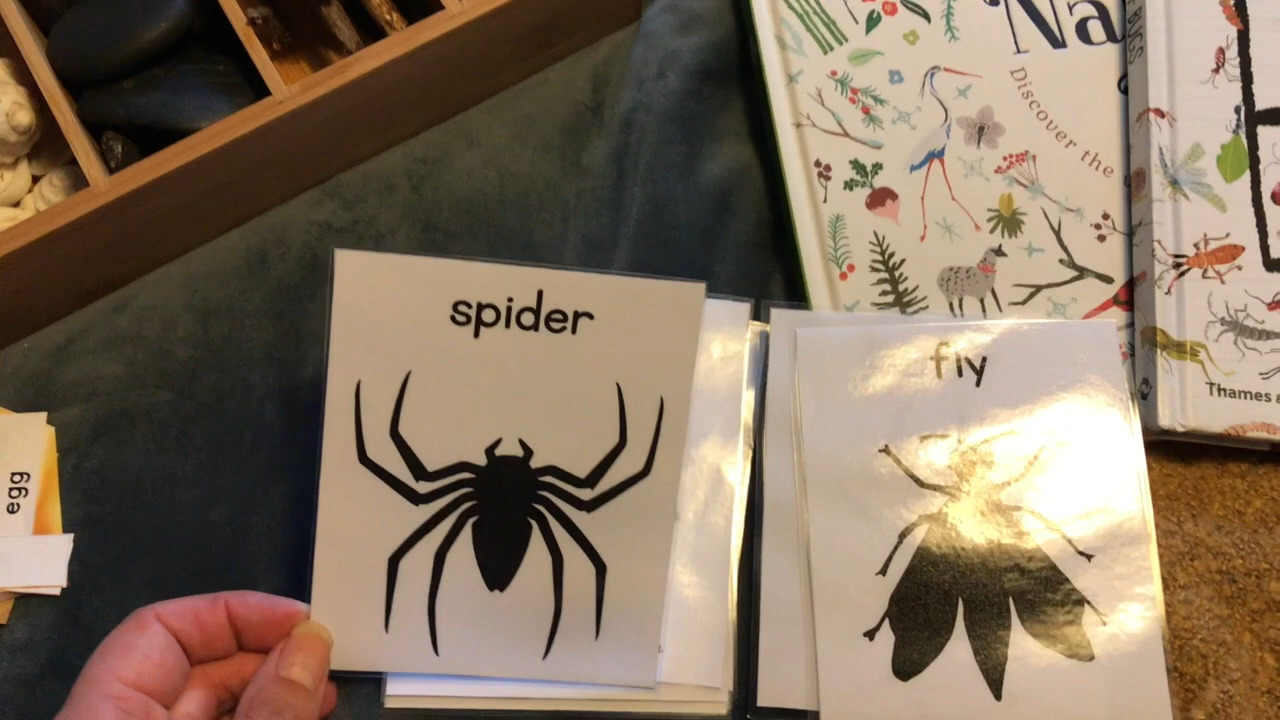 Na
Discover the
BUGS
Thames &
spider
fly
egg